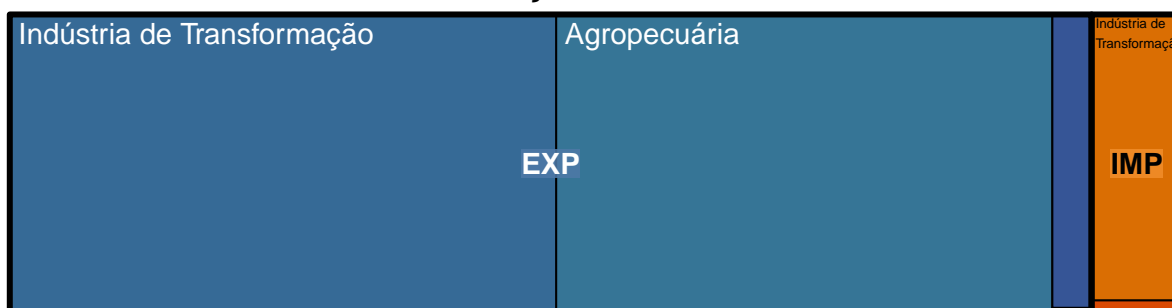 Indústria de Transformação
Agropecuária
Indústria de
EXP
IMP